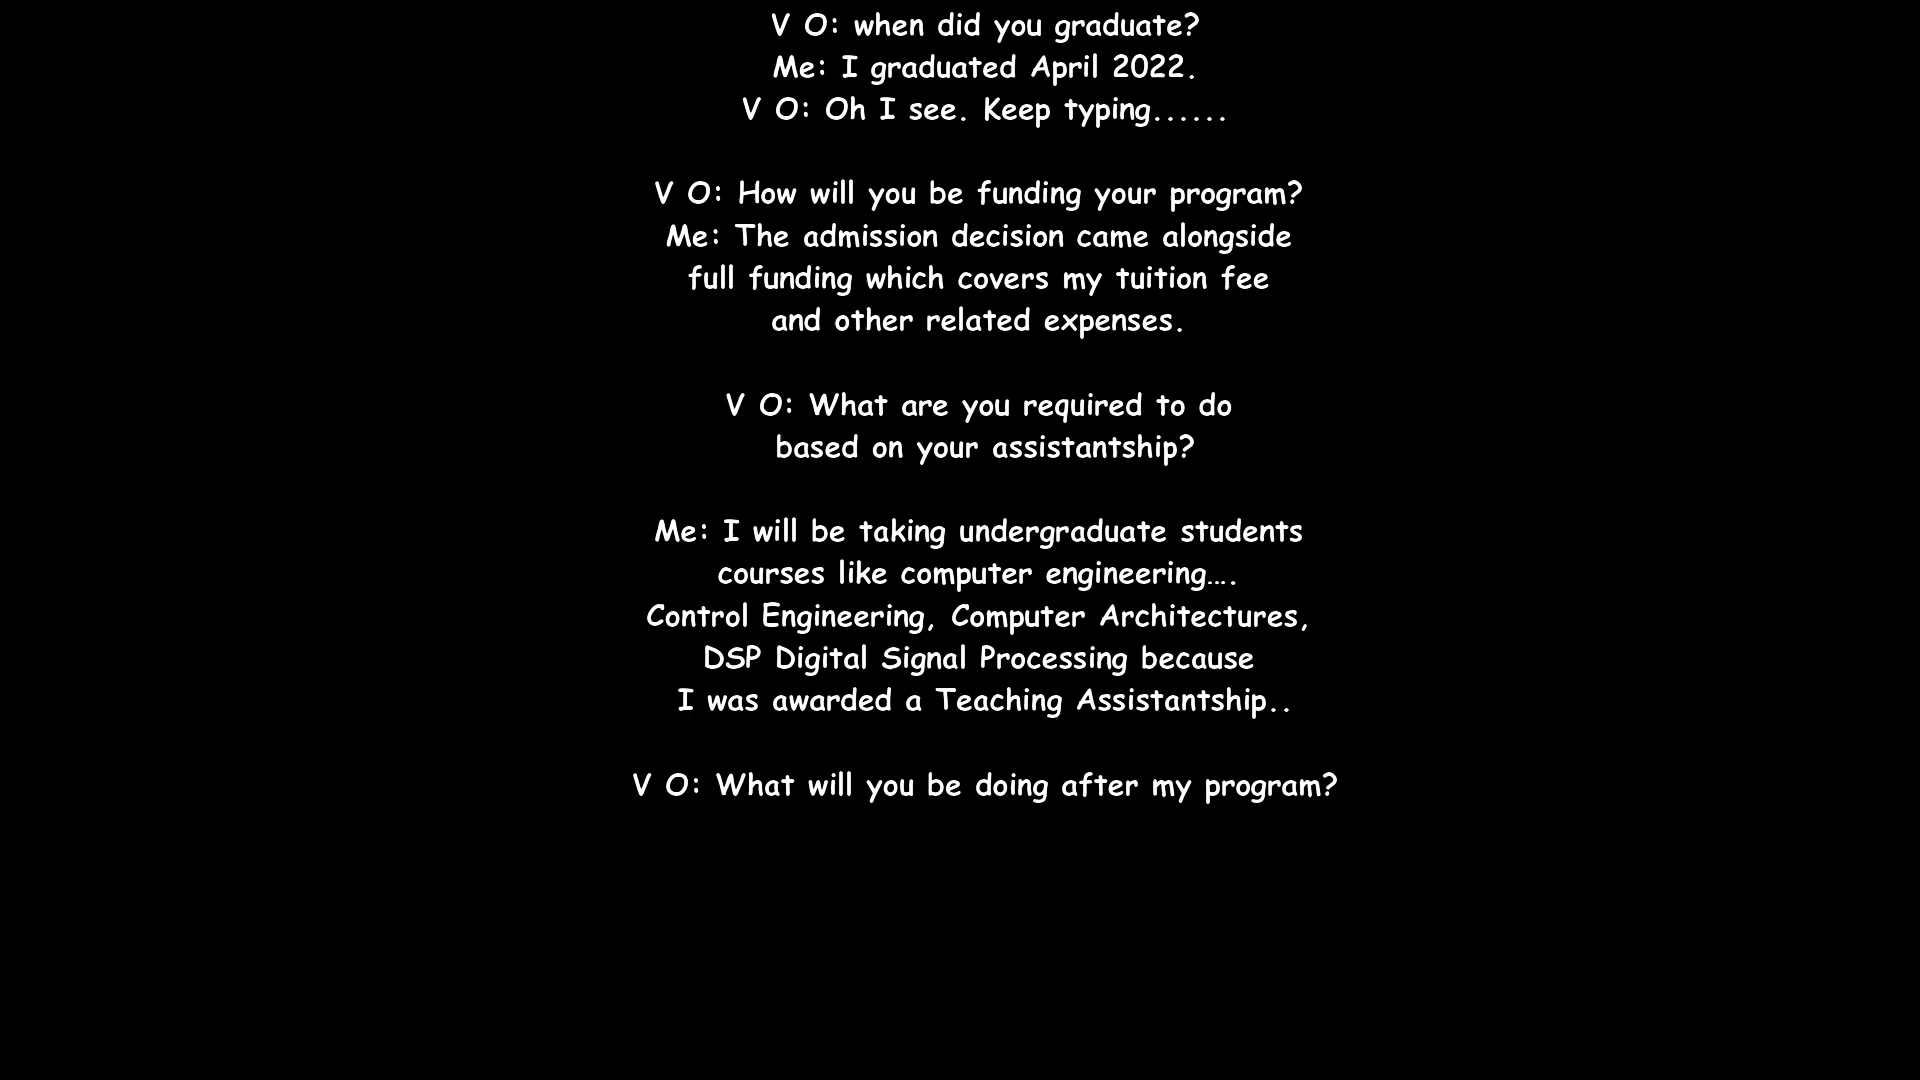 V O: when did you graduate?
Me: I graduated April 2022.
V O: Oh I see. Keep typing......
V O: How will you be funding your program?
Me: The admission decision came alongside
full funding which covers my tuition fee
and other related expenses.
V O: What are you required to do
based on your assistantship?
Me: I will be taking undergraduate students
courses like computer engineering....
Control Engineering, Computer Architectures,
DSP Digital Signal Processing because
I was awarded a Teaching Assistantship..
V O: What will you be doing after my program?